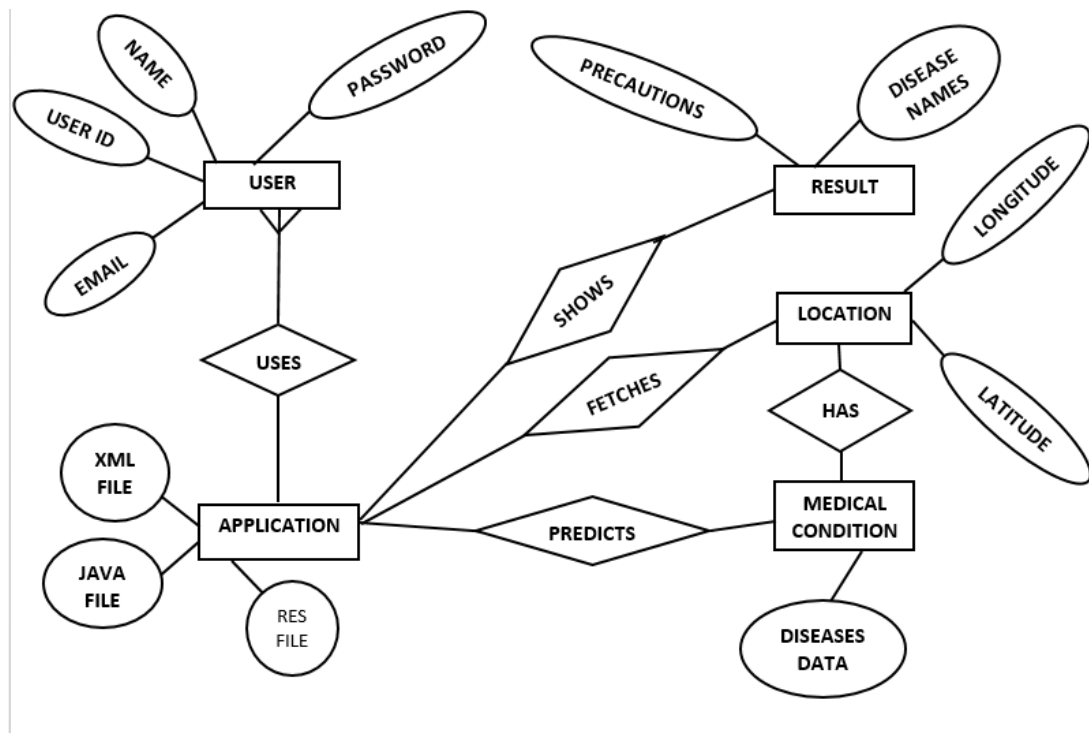 NAME
PASSWORD
USER ID
EMAIL
USER
PRECAUTIONS
DISEASE
NAMES
RESULT
LONGITUDE
LOCATION
LATITUDE
SHOWS
FETCHES
USES
HAS
XML
FILE
APPLICATION
JAVA
FILE
RES
FILE
PREDICTS
MEDICAL
CONDITION
DISEASES
DATA